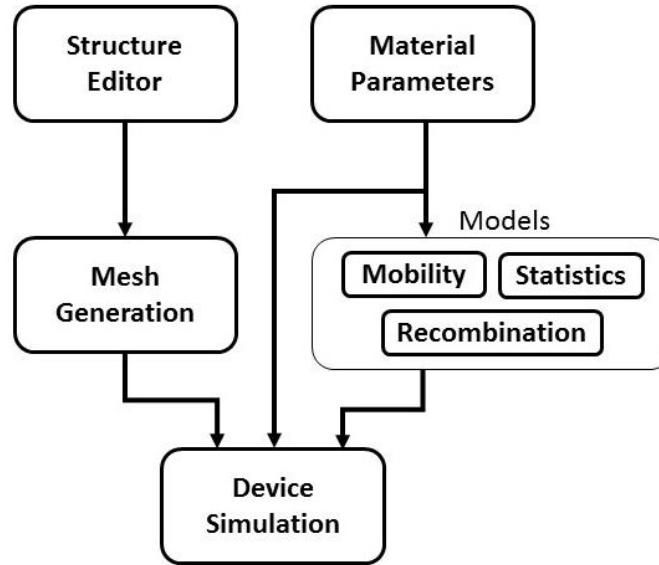 Structure
Editor
Material
Parameters
Models
Mesh
Generation
Mobility
Statistics
Recombination
Device
Simulation